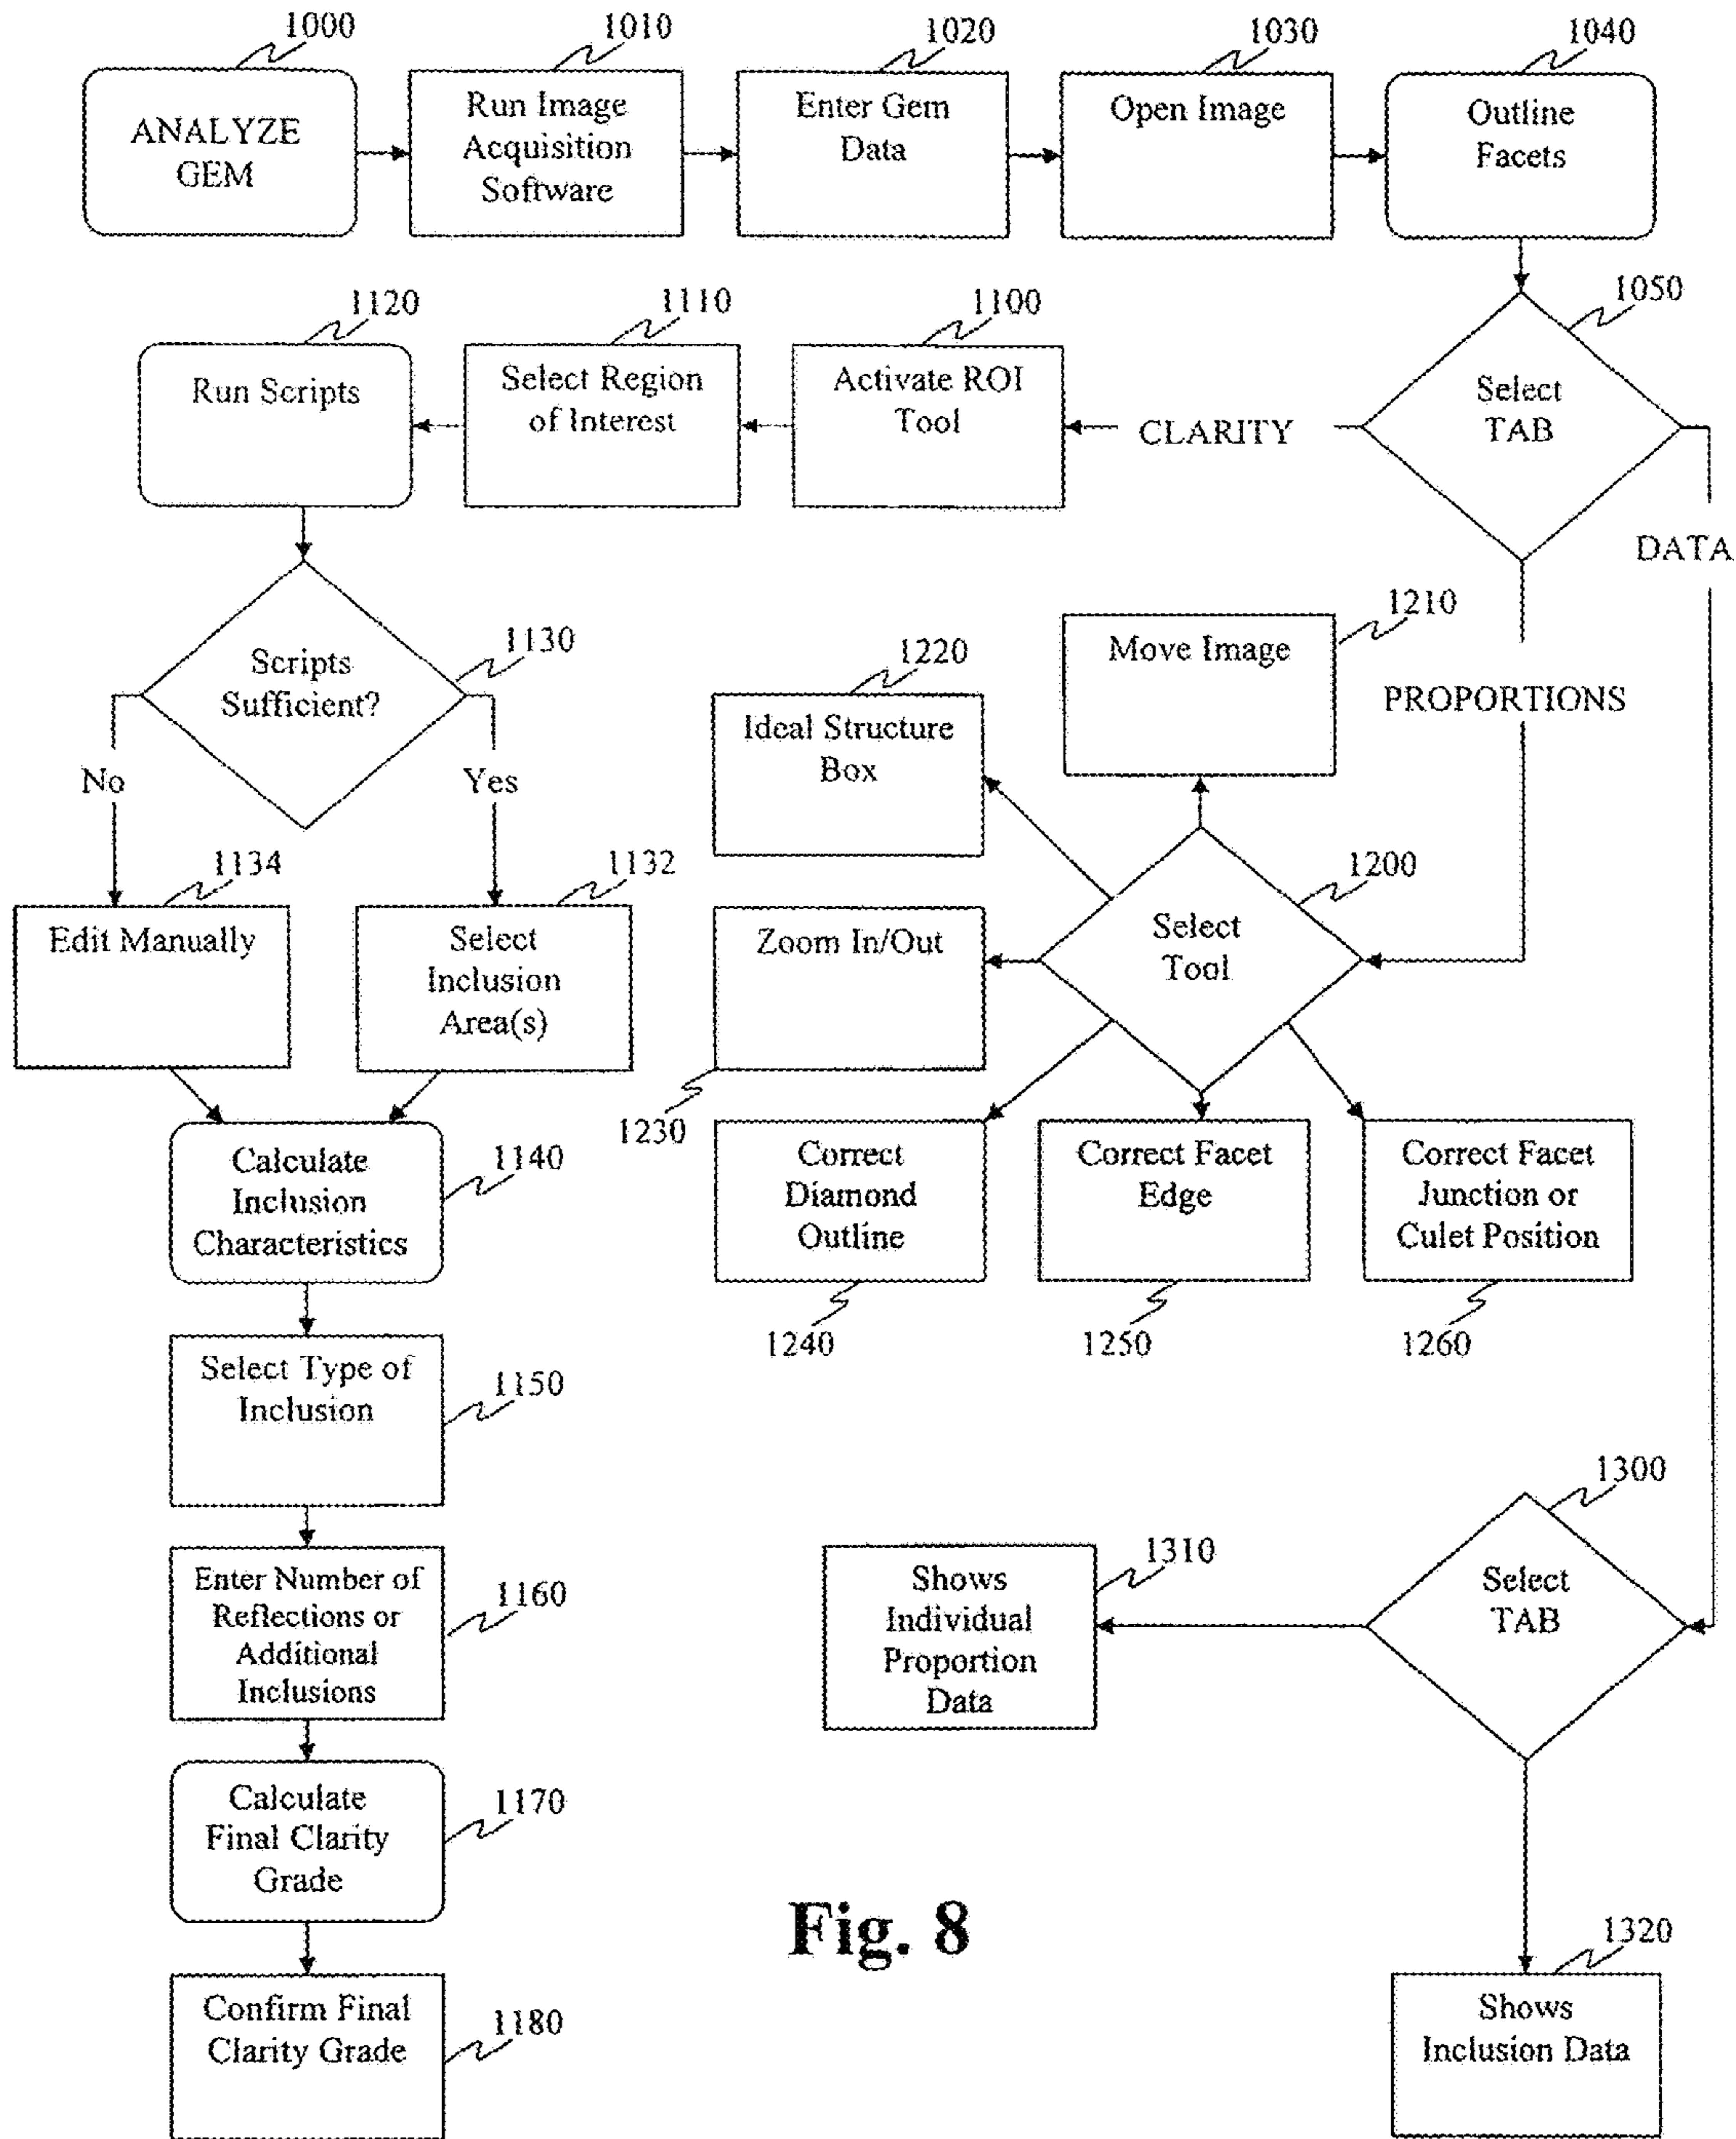 1000
1010
1020
1030
1040
ANALYZE
GEM
Run Image
Acquisition
Software
Enter Gem
Data
Open Image
Outline
Facets
1120
1110
1100
1050
Run Scripts
Select Region
of Interest
Activate ROI
Tool
CLARITY
Select
TAB
DATA
PROPORTIONS
Scripts
Sufficient?
1130
No
Yes
1134
1132
Edit Manually
Select
Inclusion
Area(s)
1210
Move Image
1220
Ideal Structure
Box
1200
Select
Tool
Zoom In/Out
1230
Correct
Diamond
Outline
1240
Correct Facet
Edge
1250
Correct Facet
Junction or
Culet Position
1260
Calculate
Inclusion
Characteristics
1140
Select Type of
Inclusion
1150
Enter Number of
Reflections or
Additional
Inclusions
1160
Calculate
Final Clarity
Grade
1170
Confirm Final
Clarity Grade
1180
1300
Select
TAB
1310
Shows
Individual
Proportion
Data
1320
Shows
Inclusion Data
Fig. 8